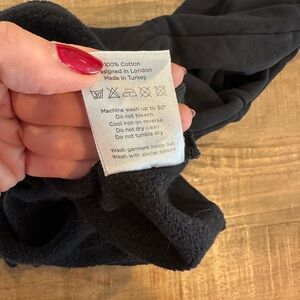 100% Cotton
Designed in London
Made in Turkey
Machine wash up to 30°
Do not bleach
Cool iron on reverse
Do not dry clean
Do not tumble dry
Wash garment inside out
Wash with similar colours